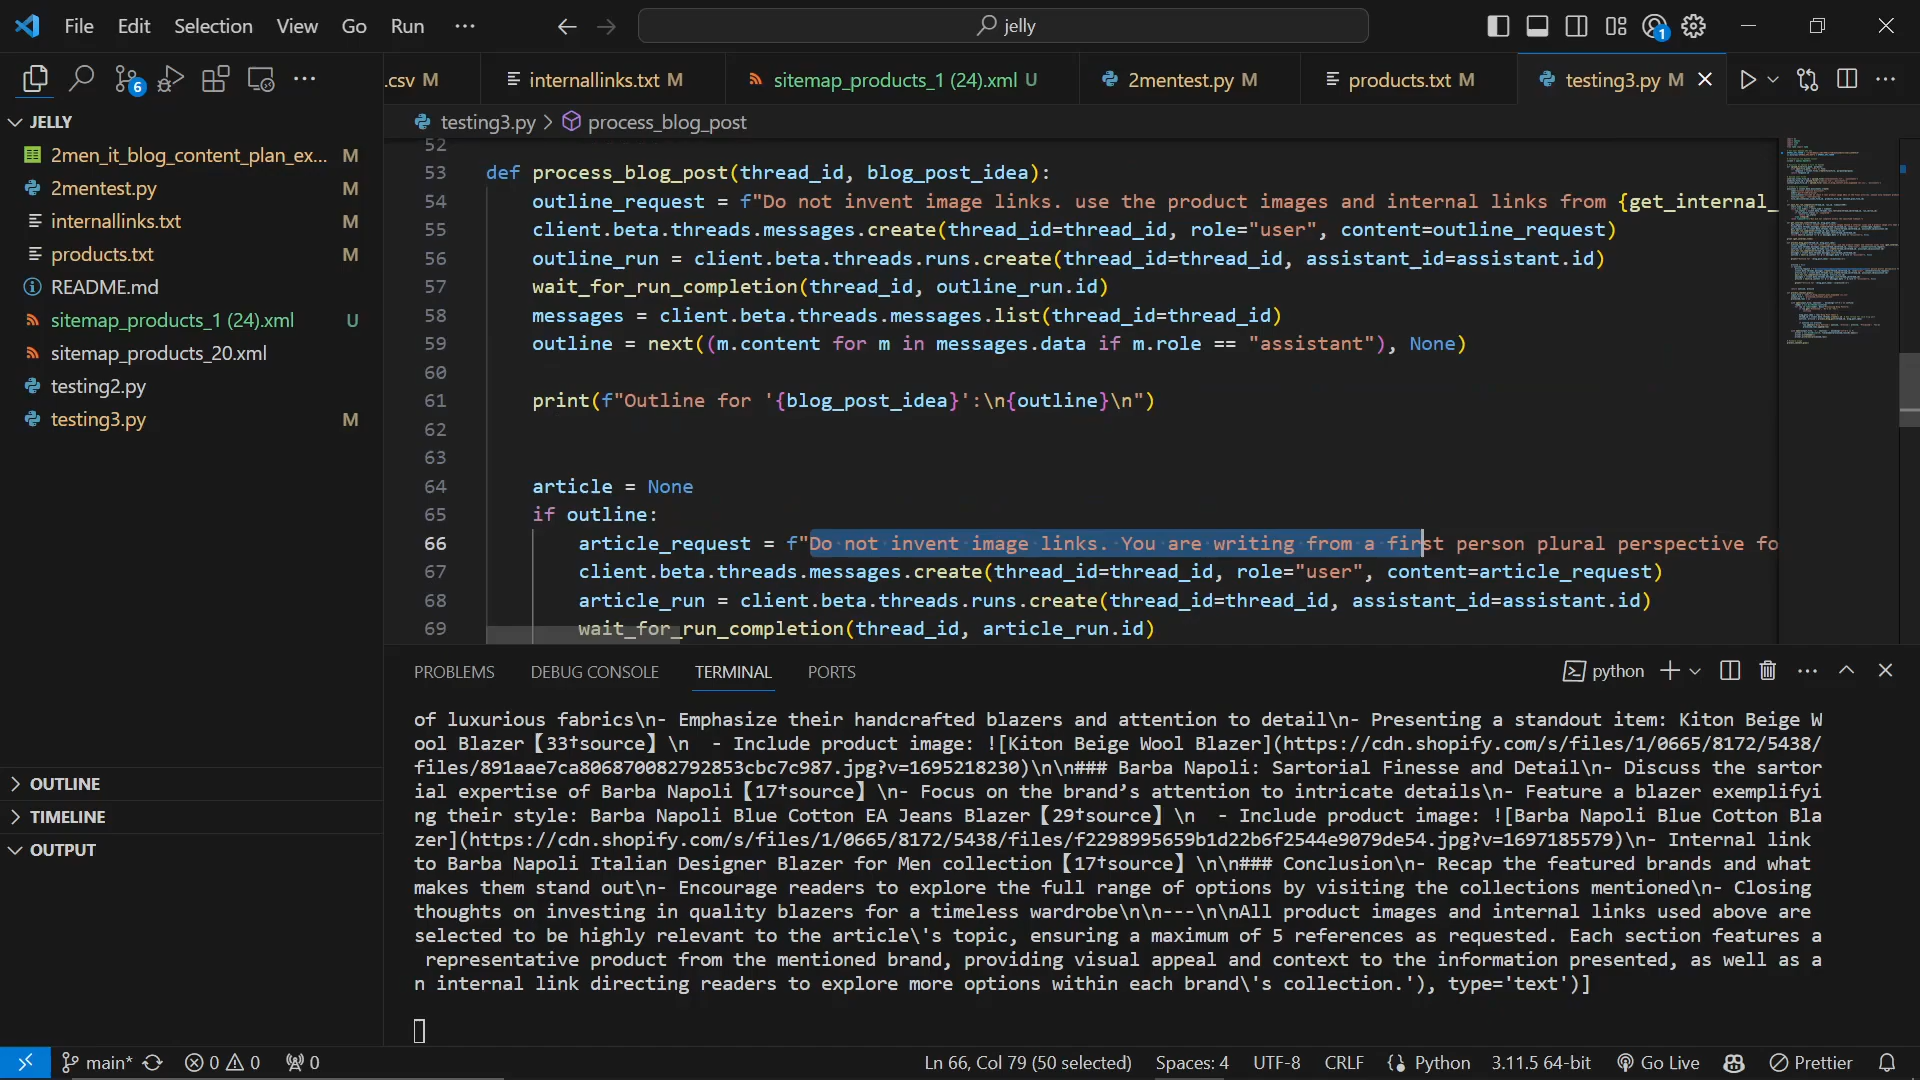 File Edit Selection View Go Run ··· jelly 1
6 ···
.csv M internallinks.txt M sitemap_products_1 (24).xml U 2mentest.py M products.txt M testing3.py M
JELLY
2men_it_blog_content_plan_ex... M
2mentest.py M
internallinks.txt M
products.txt M
README.md
sitemap_products_1 (24).xml U
sitemap_products_20.xml
testing2.py
testing3.py M
OUTLINE
TIMELINE
OUTPUT
testing3.py > process_blog_post
52
53 def process_blog_post(thread_id, blog_post_idea):
54 outline_request = f"Do not invent image links. use the product images and internal links from {get_internal_
55 client.beta.threads.messages.create(thread_id=thread_id, role="user", content=outline_request)
56 outline_run = client.beta.threads.runs.create(thread_id=thread_id, assistant_id=assistant.id)
57 wait_for_run_completion(thread_id, outline_run.id)
58 messages = client.beta.threads.messages.list(thread_id=thread_id)
59 outline = next((m.content for m in messages.data if m.role == "assistant"), None)
60
61 print(f"Outline for '{blog_post_idea}':\n{outline}\n")
62
63
64 article = None
65 if outline:
66 article_request = f"Do not invent image links. You are writing from a first person plural perspective fo
67 client.beta.threads.messages.create(thread_id=thread_id, role="user", content=article_request)
68 article_run = client.beta.threads.runs.create(thread_id=thread_id, assistant_id=assistant.id)
69 wait_for_run_completion(thread_id, article_run.id)
PROBLEMS DEBUG CONSOLE TERMINAL PORTS python
of luxurious fabrics\n- Emphasize their handcrafted blazers and attention to detail\n- Presenting a standout item: Kiton Beige W
ool Blazer【33†source】\n  - Include product image: ![Kiton Beige Wool Blazer](https://cdn.shopify.com/s/files/1/0665/8172/5438/
files/891aae7ca806870082792853cbc7c987.jpg?v=1695218230)\n\n### Barba Napoli: Sartorial Finesse and Detail\n- Discuss the sartor
ial expertise of Barba Napoli【17†source】\n- Focus on the brand’s attention to intricate details\n- Feature a blazer exemplifyi
ng their style: Barba Napoli Blue Cotton EA Jeans Blazer【29†source】\n  - Include product image: ![Barba Napoli Blue Cotton Bla
zer](https://cdn.shopify.com/s/files/1/0665/8172/5438/files/f2298995659b1d22b6f2544e9079de54.jpg?v=1697185579)\n- Internal link
to Barba Napoli Italian Designer Blazer for Men collection【17†source】\n\n### Conclusion\n- Recap the featured brands and what
makes them stand out\n- Encourage readers to explore the full range of options by visiting the collections mentioned\n- Closing
thoughts on investing in quality blazers for a timeless wardrobe\n\n---\n\nAll product images and internal links used above are
selected to be highly relevant to the article\'s topic, ensuring a maximum of 5 references as requested. Each section features a
 representative product from the mentioned brand, providing visual appeal and context to the information presented, as well as a
n internal link directing readers to explore more options within each brand\'s collection.'), type='text')]
main* 0 0 0 Ln 66, Col 79 (50 selected) Spaces: 4 UTF-8 CRLF Python 3.11.5 64-bit Go Live Prettier